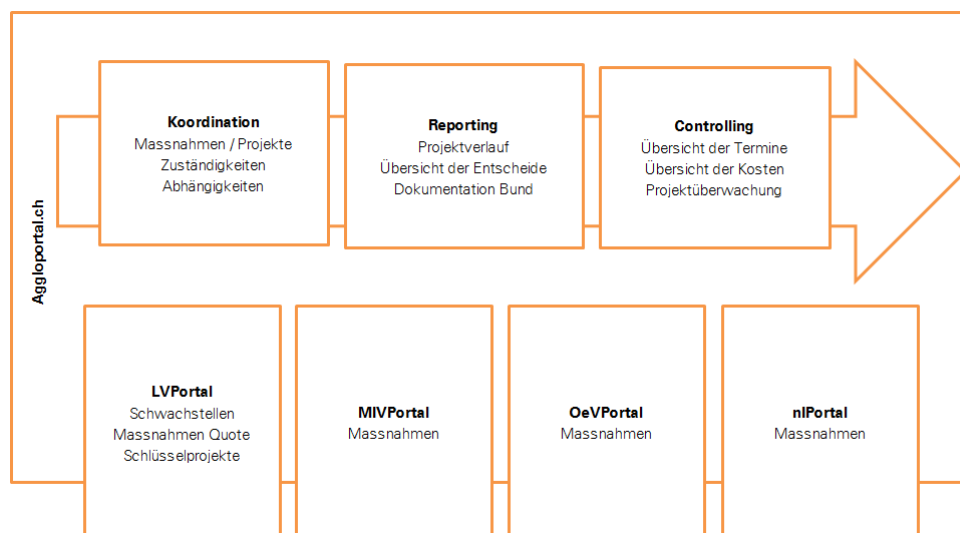 Aggloportal.ch
Koordination
Massnahmen / Projekte
Zuständigkeiten
Abhängigkeiten
Reporting
Projektverlauf
Übersicht der Entscheide
Dokumentation Bund
Controlling
Übersicht der Termine
Übersicht der Kosten
Projektüberwachung
LVPortal
Schwachstellen
Massnahmen Quote
Schlüsselprojekte
MIVPortal
Massnahmen
OeVPortal
Massnahmen
nIPortal
Massnahmen